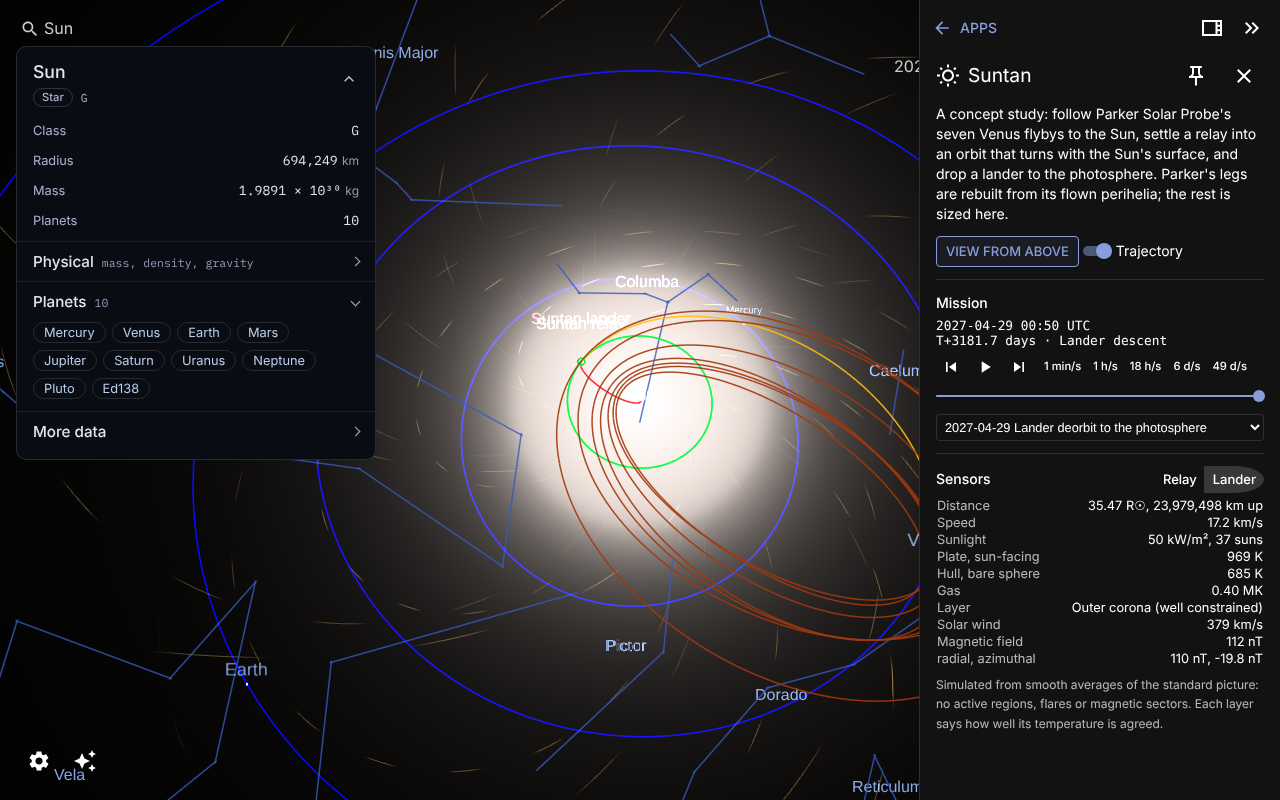 Sun
Sun
Star G
Class G
Radius 694,249 km
Mass 1.9891 × 10³⁰ kg
Planets 10
Physical mass, density, gravity
Planets 10
Mercury Venus Earth Mars
Jupiter Saturn Uranus Neptune
Pluto Ed138
More data
nis Major
202
Columba
Mercury
Suntan lander
Suntan rela
Caelum
V
Earth
Pictor
Dorado
Vela
Reticulum
APPS
Suntan
A concept study: follow Parker Solar Probe's
seven Venus flybys to the Sun, settle a relay into
an orbit that turns with the Sun's surface, and
drop a lander to the photosphere. Parker's legs
are rebuilt from its flown perihelia; the rest is
sized here.
VIEW FROM ABOVE Trajectory
Mission
2027-04-29 00:50 UTC
T+3181.7 days · Lander descent
1 min/s 1 h/s 18 h/s 6 d/s 49 d/s
2027-04-29 Lander deorbit to the photosphere
Sensors Relay Lander
Distance 35.47 R☉, 23,979,498 km up
Speed 17.2 km/s
Sunlight 50 kW/m², 37 suns
Plate, sun-facing 969 K
Hull, bare sphere 685 K
Gas 0.40 MK
Layer Outer corona (well constrained)
Solar wind 379 km/s
Magnetic field 112 nT
radial, azimuthal 110 nT, -19.8 nT
Simulated from smooth averages of the standard picture:
no active regions, flares or magnetic sectors. Each layer
says how well its temperature is agreed.